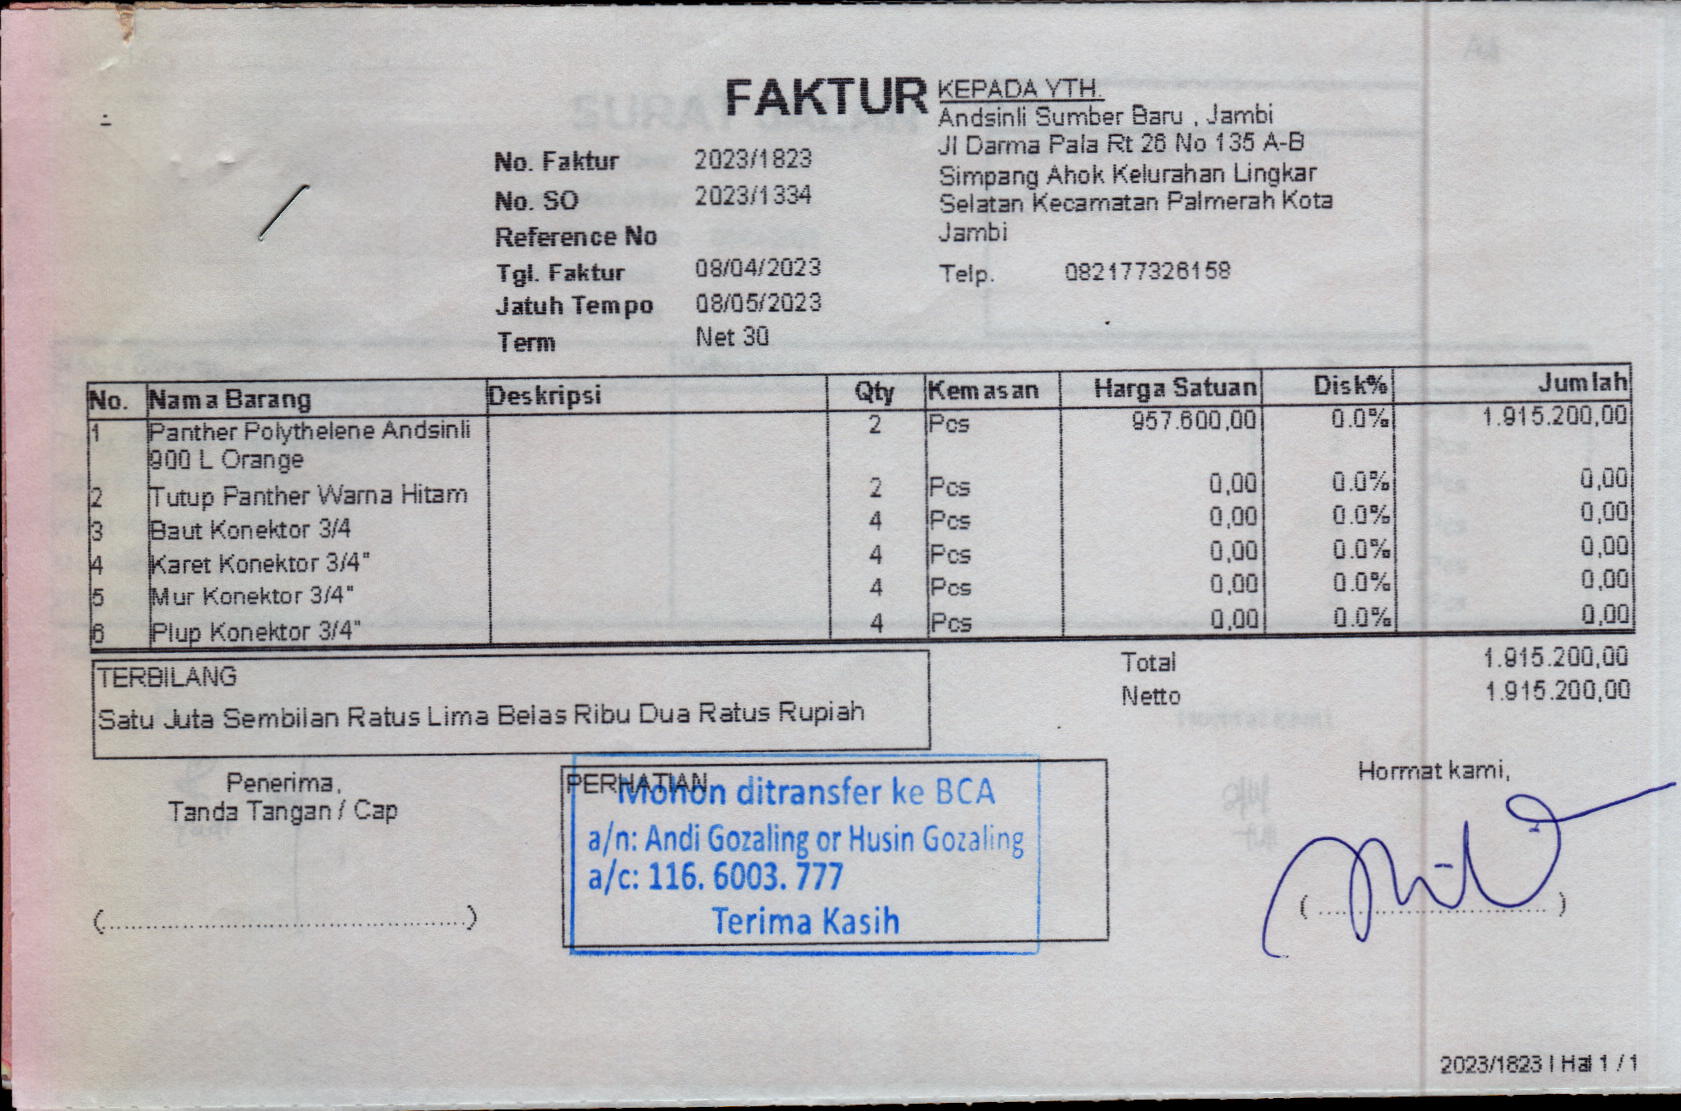 FAKTUR
KEPADA YTH.
Andsinli Sumber Baru , Jambi
Jl Darma Pala Rt 26 No 135 A-B
Simpang Ahok Kelurahan Lingkar
Selatan Kecamatan Palmerah Kota
Jambi
Telp. 082177326158
No. Faktur 2023/1823
No. SO 2023/1334
Reference No
Tgl. Faktur 08/04/2023
Jatuh Tempo 08/05/2023
Term Net 30
No. Nama Barang Deskripsi Qty Kemasan Harga Satuan Disk% Jumlah
1 Panther Polythelene Andsinli 2 Pcs 957.600,00 0.0% 1.915.200,00
900 L Orange
2 Tutup Panther Warna Hitam 2 Pcs 0,00 0.0% 0,00
3 Baut Konektor 3/4 4 Pcs 0,00 0.0% 0,00
4 Karet Konektor 3/4" 4 Pcs 0,00 0.0% 0,00
5 Mur Konektor 3/4" 4 Pcs 0,00 0.0% 0,00
6 Plup Konektor 3/4" 4 Pcs 0,00 0.0% 0,00
Total 1.915.200,00
Netto 1.915.200,00
TERBILANG
Satu Juta Sembilan Ratus Lima Belas Ribu Dua Ratus Rupiah
Penerima,
Tanda Tangan / Cap
(..............................................)
PERHATIAN
Mohon ditransfer ke BCA
a/n: Andi Gozaling or Husin Gozaling
a/c: 116. 6003. 777
Terima Kasih
Hormat kami,
( ............................. )
2023/1823 | Hal 1 / 1